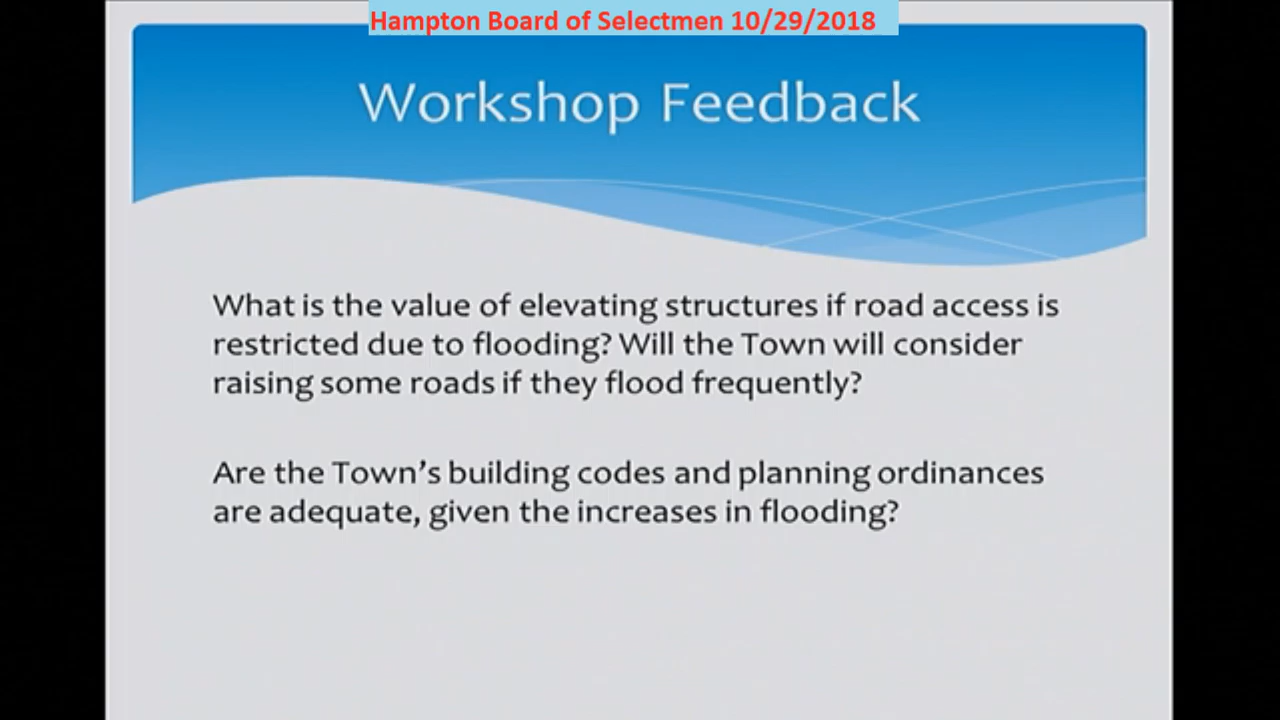 Hampton Board of Selectmen 10/29/2018
Workshop Feedback
What is the value of elevating structures if road access is
restricted due to flooding? Will the Town will consider
raising some roads if they flood frequently?
Are the Town's building codes and planning ordinances
are adequate, given the increases in flooding?